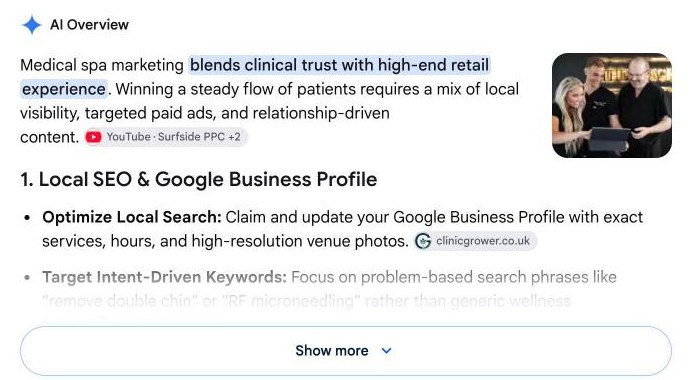 AI Overview
Medical spa marketing blends clinical trust with high-end retail
experience. Winning a steady flow of patients requires a mix of local
visibility, targeted paid ads, and relationship-driven
content. YouTube · Surfside PPC +2
1. Local SEO & Google Business Profile
• Optimize Local Search: Claim and update your Google Business Profile with exact
services, hours, and high-resolution venue photos. clinicgrower.co.uk
• Target Intent-Driven Keywords: Focus on problem-based search phrases like
"remove double chin" or "RF microneedling" rather than generic wellness
Show more